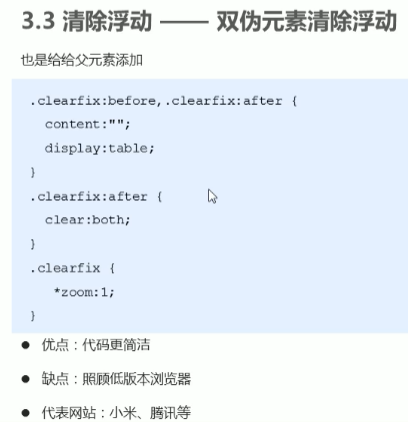 3.3 清除浮动 —— 双伪元素清除浮动
也是给给父元素添加
.clearfix:before,.clearfix:after {
content:"";
display:table;
}
.clearfix:after {
clear:both;
}
.clearfix {
*zoom:1;
}
● 优点：代码更简洁
● 缺点：照顾低版本浏览器
● 代表网站：小米、腾讯等